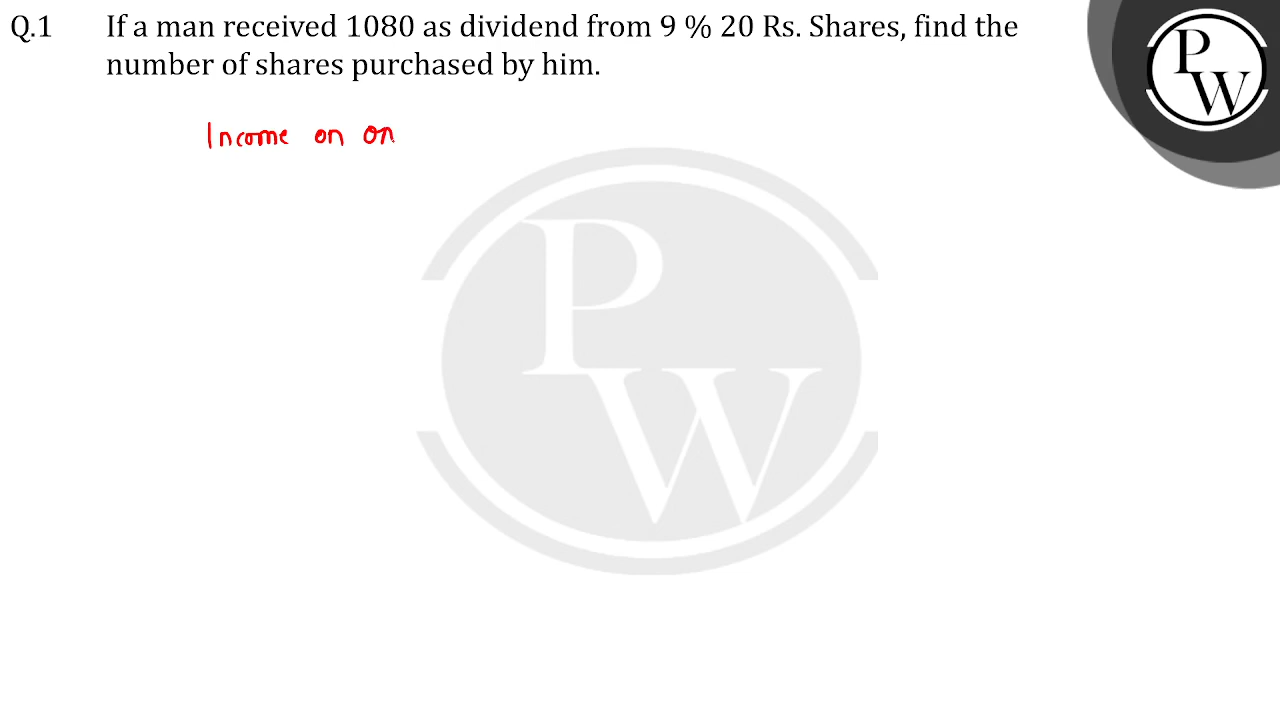 Q.1 If a man received 1080 as dividend from 9 % 20 Rs. Shares, find the
number of shares purchased by him.
Income on on
P
W
P
W